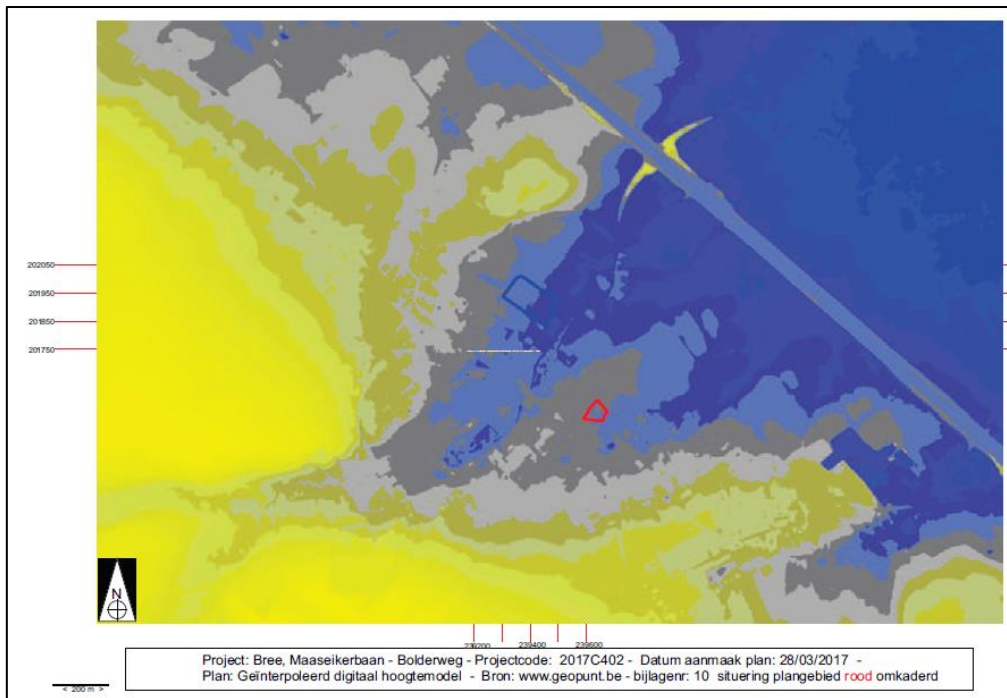 202050
201950
201850
201750
N
239200
239400
239600
Project: Bree, Maaseikerbaan - Bolderweg - Projectcode: 2017C402 - Datum aanmaak plan: 28/03/2017 -
Plan: Geïnterpoleerd digitaal hoogtemodel - Bron: www.geopunt.be - bijlagenr: 10 situering plangebied rood omkaderd
< 200 m >